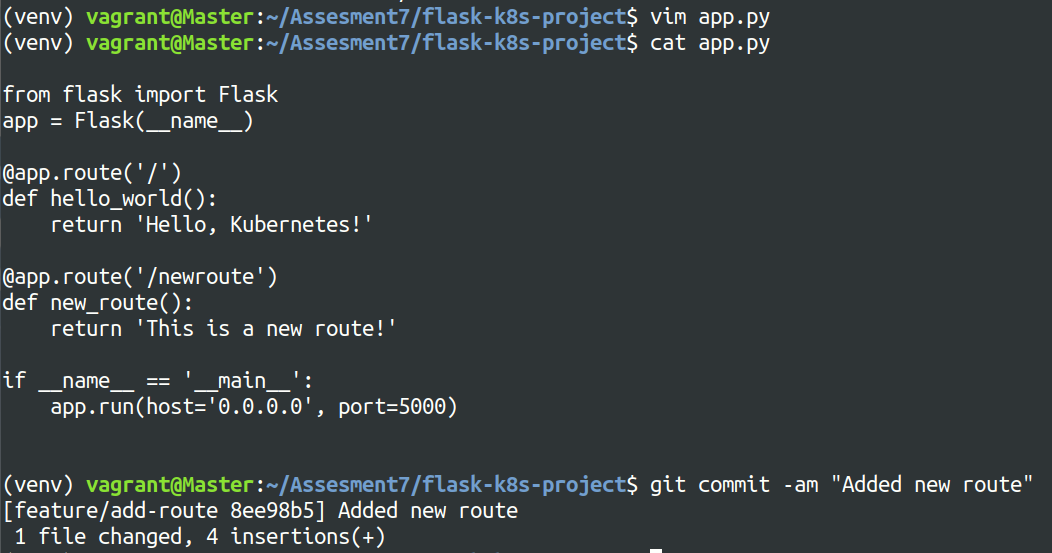 (venv) vagrant@Master:~/Assesment7/flask-k8s-project$ vim app.py
(venv) vagrant@Master:~/Assesment7/flask-k8s-project$ cat app.py
from flask import Flask
app = Flask(__name__)
@app.route('/')
def hello_world():
    return 'Hello, Kubernetes!'
@app.route('/newroute')
def new_route():
    return 'This is a new route!'
if __name__ == '__main__':
    app.run(host='0.0.0.0', port=5000)
(venv) vagrant@Master:~/Assesment7/flask-k8s-project$ git commit -am "Added new route"
[feature/add-route 8ee98b5] Added new route
 1 file changed, 4 insertions(+)